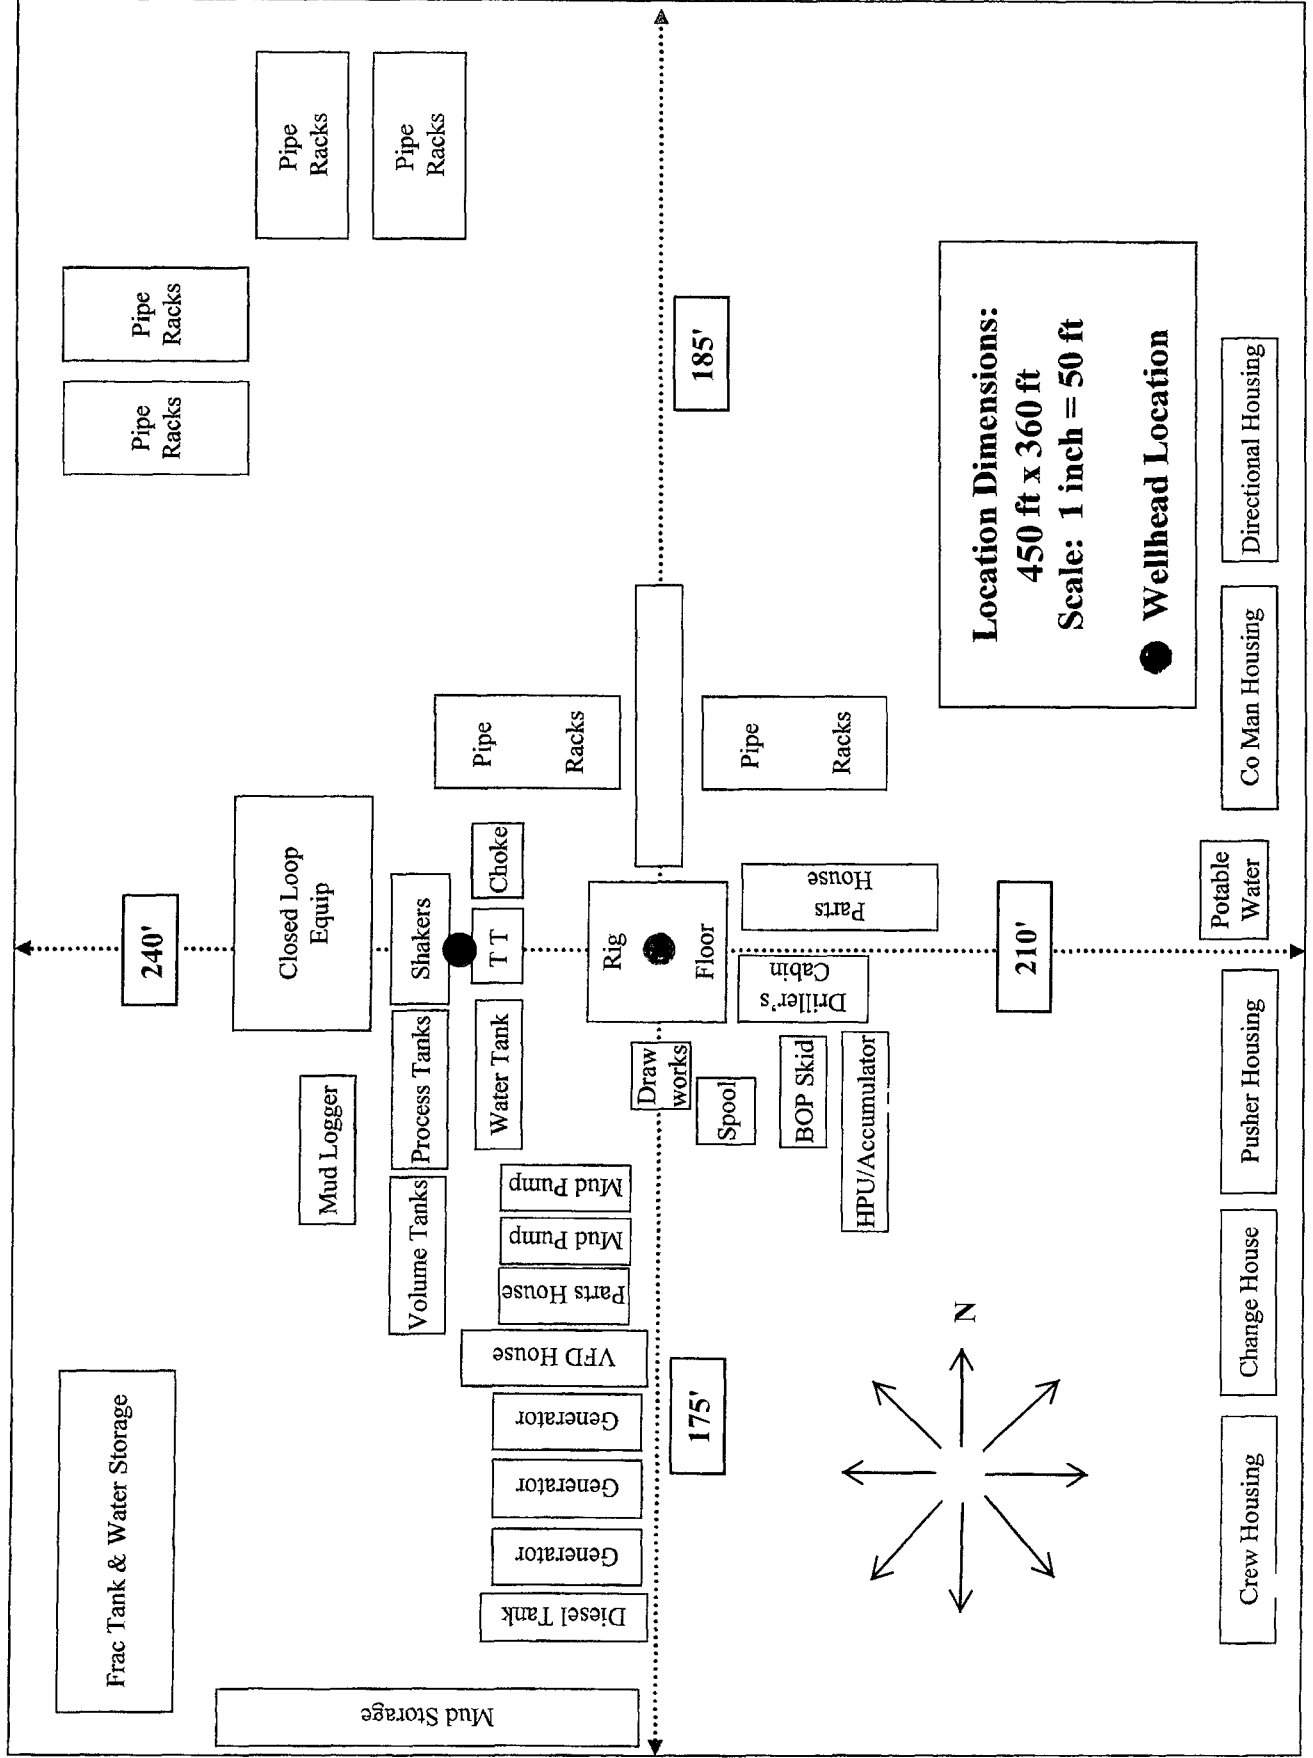 Frac Tank & Water Storage
Mud Storage
Diesel Tank
Generator
Generator
Generator
VFD House
Parts House
Mud Pump
Mud Pump
Volume Tanks
Process Tanks
Shakers
Mud Logger
Water Tank
T T
Choke
Closed Loop
Equip
240'
Pipe
Racks
Pipe
Racks
Pipe
Racks
Pipe
Racks
Pipe
Racks
Pipe
Racks
Rig
Floor
Draw
works
Spool
BOP Skid
HPU/Accumulator
Driller's
Cabin
Parts
House
175'
185'
210'
N
Location Dimensions:
450 ft x 360 ft
Scale: 1 inch = 50 ft
Wellhead Location
Crew Housing
Change House
Pusher Housing
Potable
Water
Co Man Housing
Directional Housing